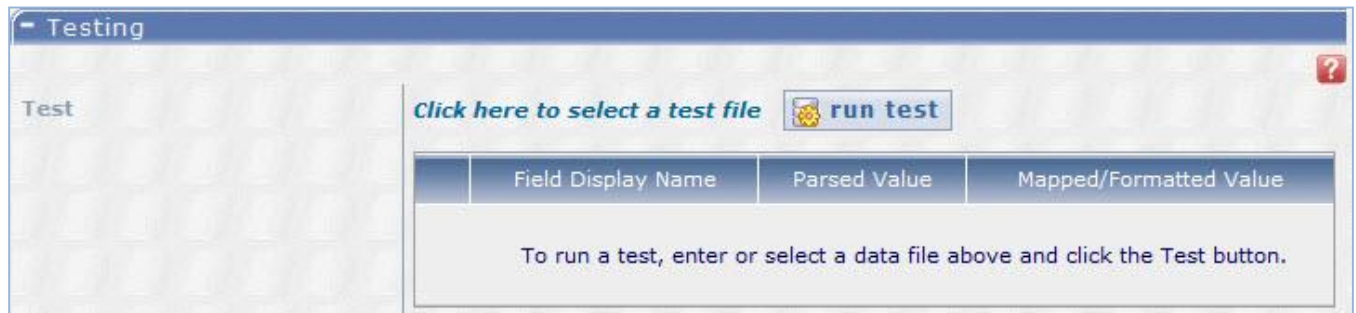 - Testing
?
Test
Click here to select a test file run test
Field Display Name Parsed Value Mapped/Formatted Value
To run a test, enter or select a data file above and click the Test button.